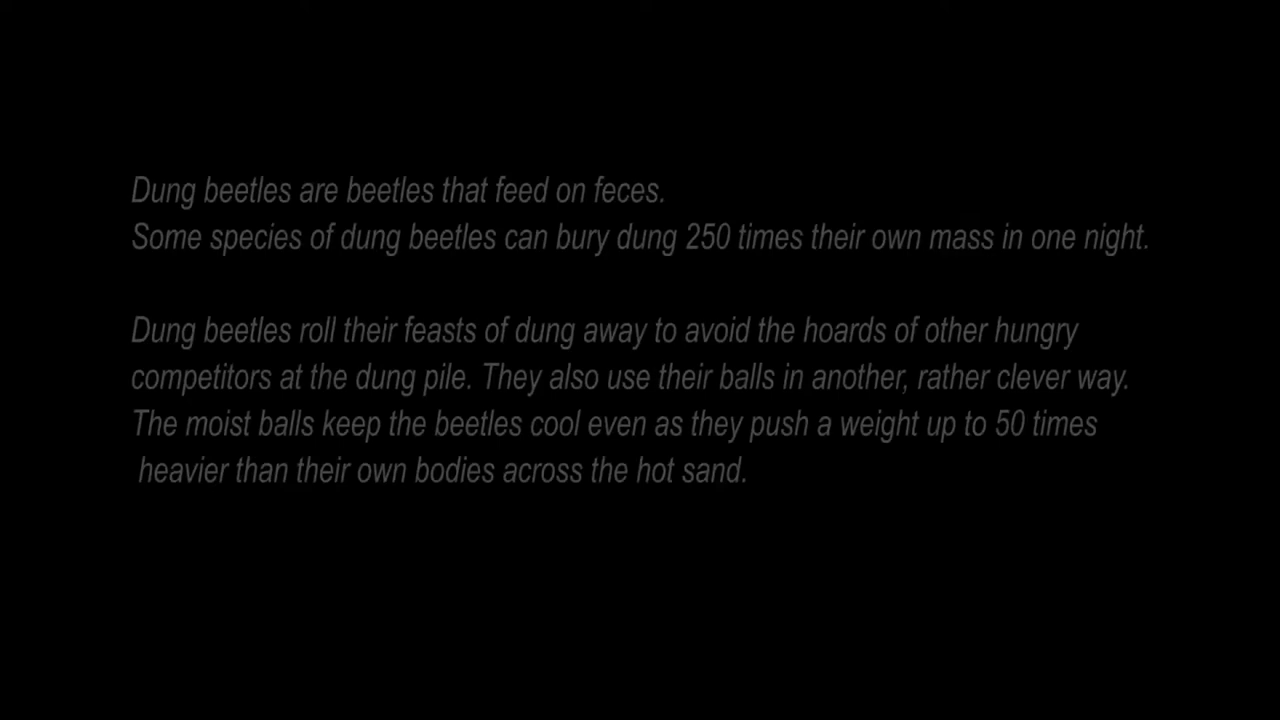 Dung beetles are beetles that feed on feces.
Some species of dung beetles can bury dung 250 times their own mass in one night.
Dung beetles roll their feasts of dung away to avoid the hoards of other hungry
competitors at the dung pile. They also use their balls in another, rather clever way.
The moist balls keep the beetles cool even as they push a weight up to 50 times
heavier than their own bodies across the hot sand.